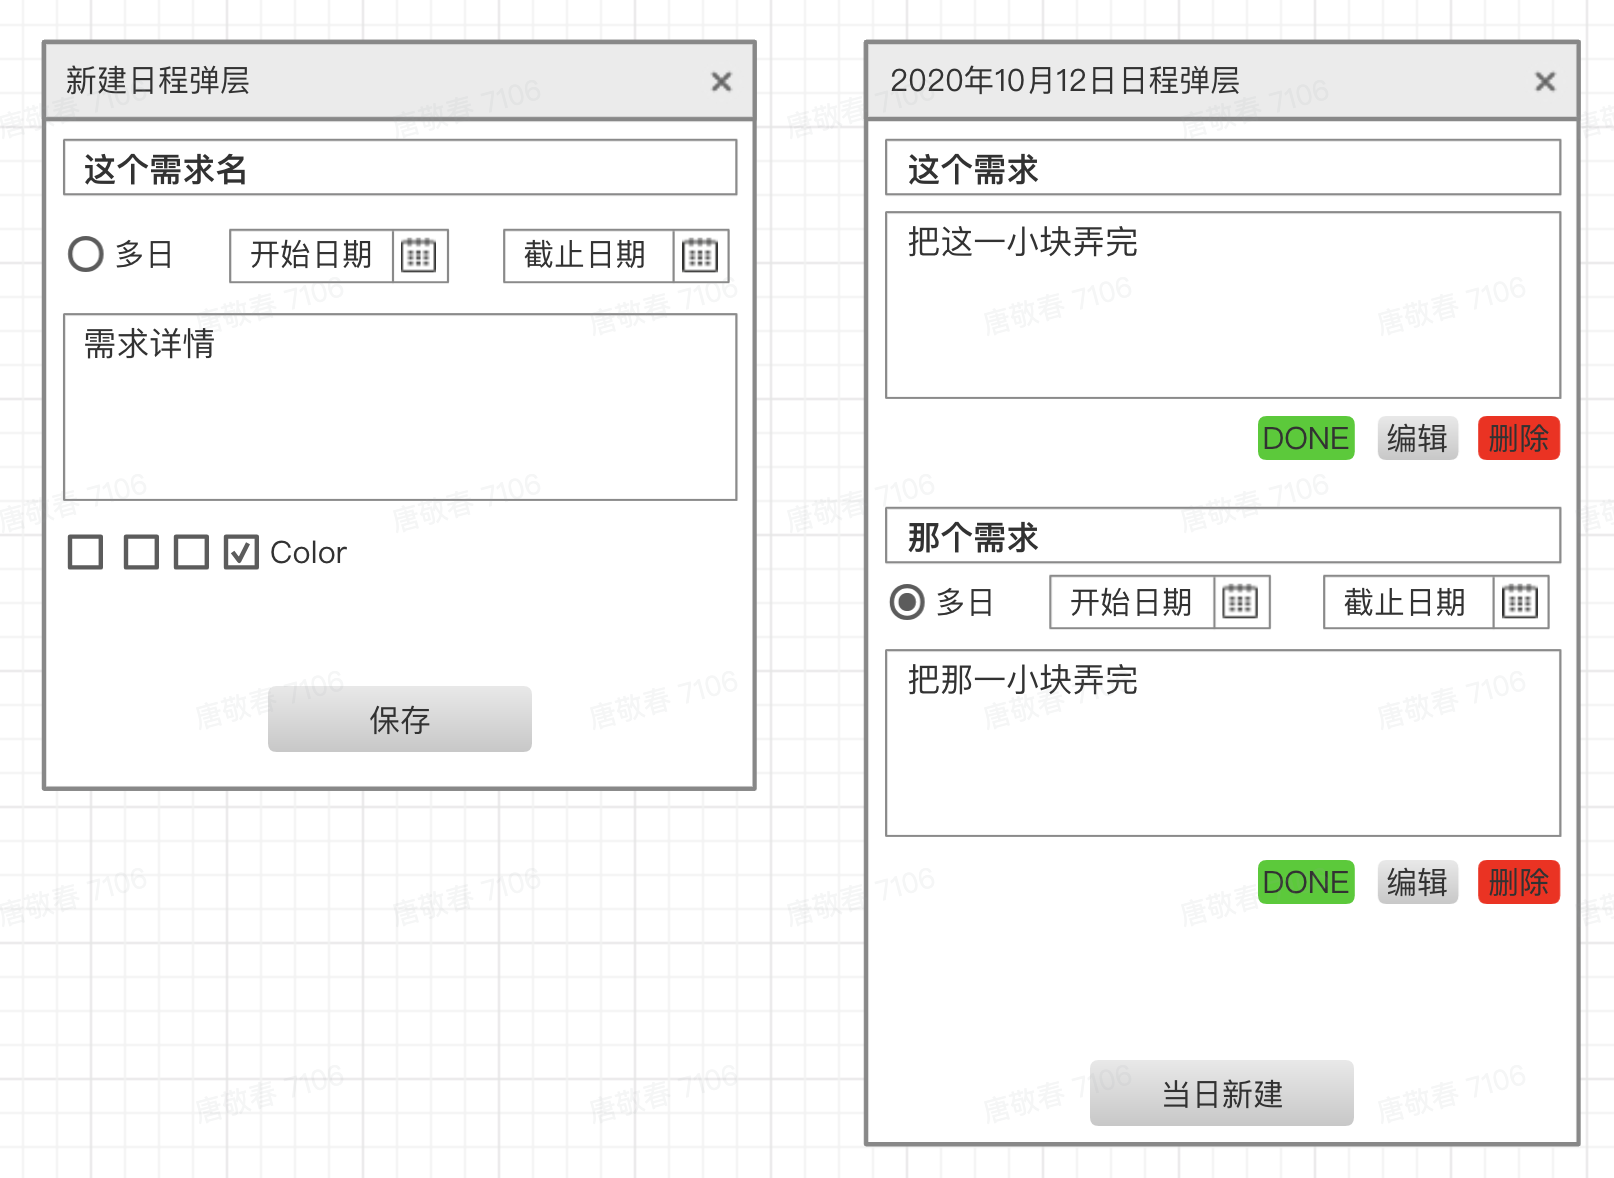 新建日程弹层
这个需求名
多日 开始日期 截止日期
需求详情
Color
保存
2020年10月12日日程弹层
这个需求
把这一小块弄完
DONE 编辑 删除
那个需求
多日 开始日期 截止日期
把那一小块弄完
DONE 编辑 删除
当日新建
唐敬春 7106